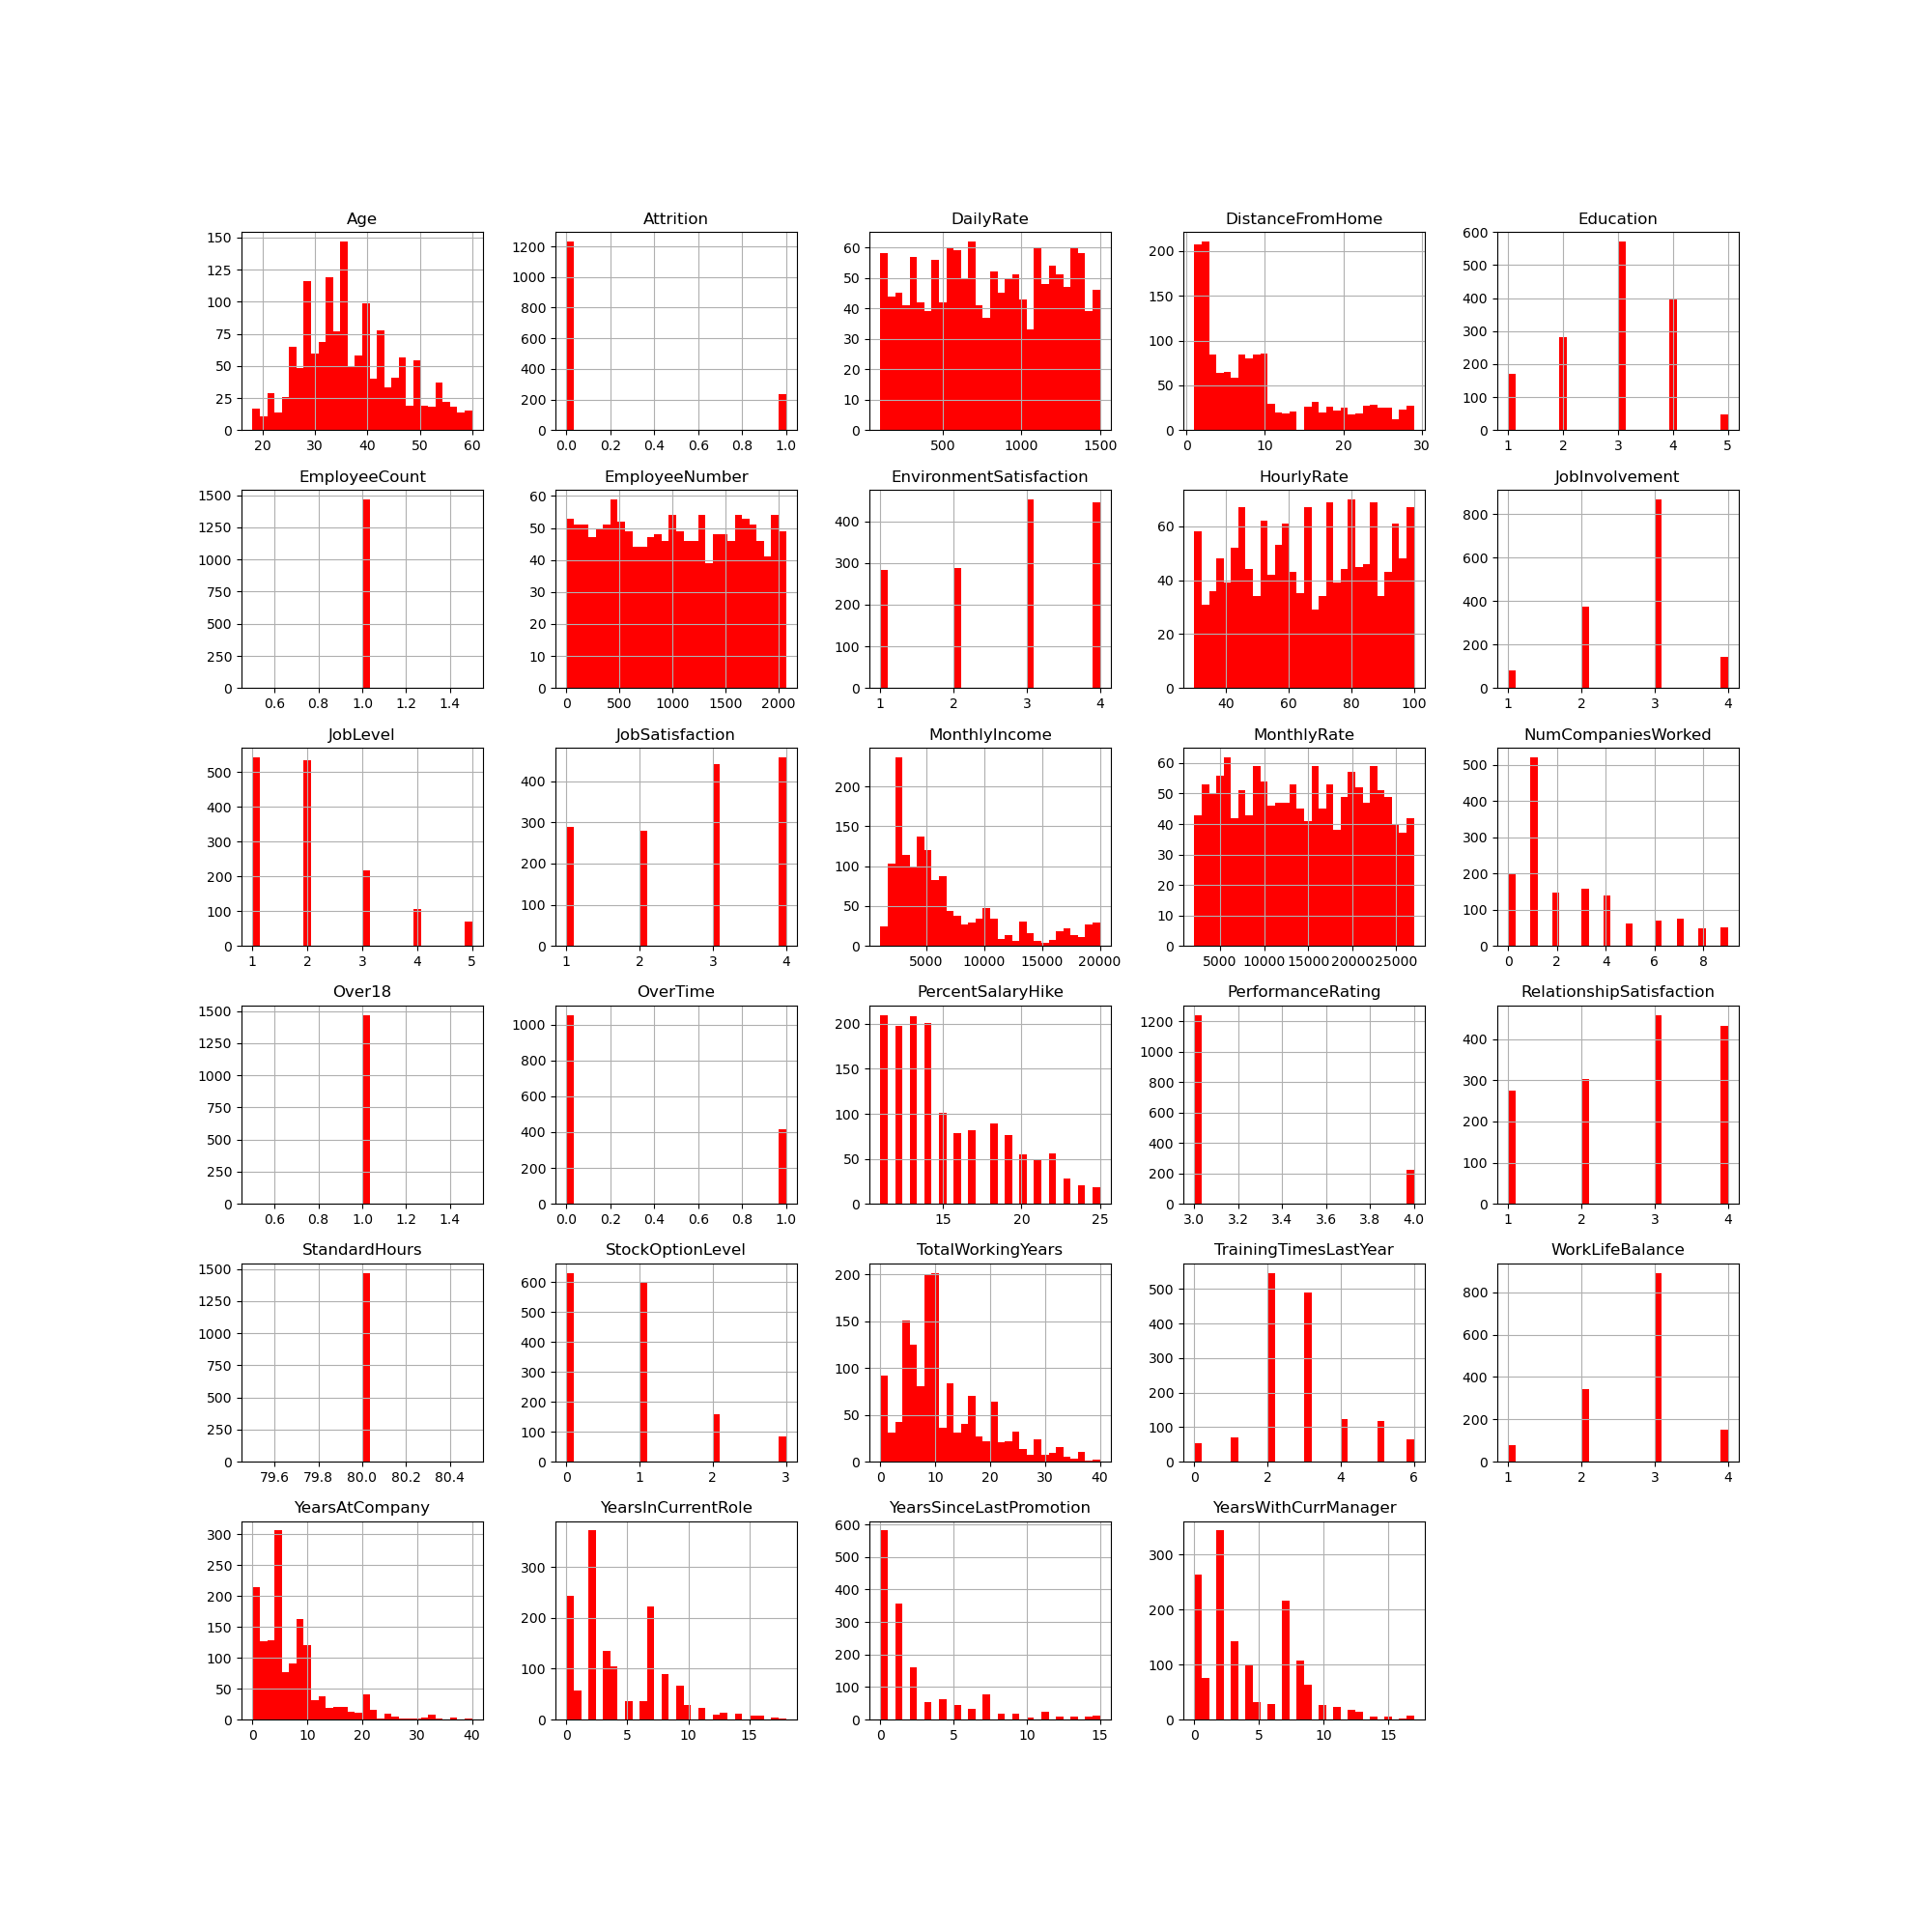 Age Attrition DailyRate DistanceFromHome Education
150 125 100 75 50 25 0
20 30 40 50 60
1200 1000 800 600 400 200 0
0.0 0.2 0.4 0.6 0.8 1.0
60 50 40 30 20 10 0
500 1000 1500
200 150 100 50 0
0 10 20 30
600 500 400 300 200 100 0
1 2 3 4 5
EmployeeCount EmployeeNumber EnvironmentSatisfaction HourlyRate JobInvolvement
1500 1250 1000 750 500 250 0
0.6 0.8 1.0 1.2 1.4
60 50 40 30 20 10 0
0 500 1000 1500 2000
400 300 200 100 0
1 2 3 4
60 40 20 0
40 60 80 100
800 600 400 200 0
1 2 3 4
JobLevel JobSatisfaction MonthlyIncome MonthlyRate NumCompaniesWorked
500 400 300 200 100 0
1 2 3 4 5
400 300 200 100 0
1 2 3 4
200 150 100 50 0
5000 10000 15000 20000
60 50 40 30 20 10 0
5000 10000 15000 20000 25000
500 400 300 200 100 0
0 2 4 6 8
Over18 OverTime PercentSalaryHike PerformanceRating RelationshipSatisfaction
1500 1250 1000 750 500 250 0
0.6 0.8 1.0 1.2 1.4
1000 800 600 400 200 0
0.0 0.2 0.4 0.6 0.8 1.0
200 150 100 50 0
15 20 25
1200 1000 800 600 400 200 0
3.0 3.2 3.4 3.6 3.8 4.0
400 300 200 100 0
1 2 3 4
StandardHours StockOptionLevel TotalWorkingYears TrainingTimesLastYear WorkLifeBalance
1500 1250 1000 750 500 250 0
79.6 79.8 80.0 80.2 80.4
600 500 400 300 200 100 0
0 1 2 3
200 150 100 50 0
0 10 20 30 40
500 400 300 200 100 0
0 2 4 6
800 600 400 200 0
1 2 3 4
YearsAtCompany YearsInCurrentRole YearsSinceLastPromotion YearsWithCurrManager
300 250 200 150 100 50 0
0 10 20 30 40
300 200 100 0
0 5 10 15
600 500 400 300 200 100 0
0 5 10 15
300 200 100 0
0 5 10 15